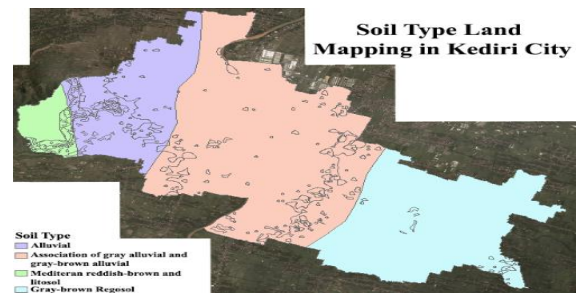 Soil Type Land
Mapping in Kediri City
Soil Type
Alluvial
Association of gray alluvial and
gray-brown alluvial
Mediteran reddish-brown and
litosol
Gray-brown Regosol